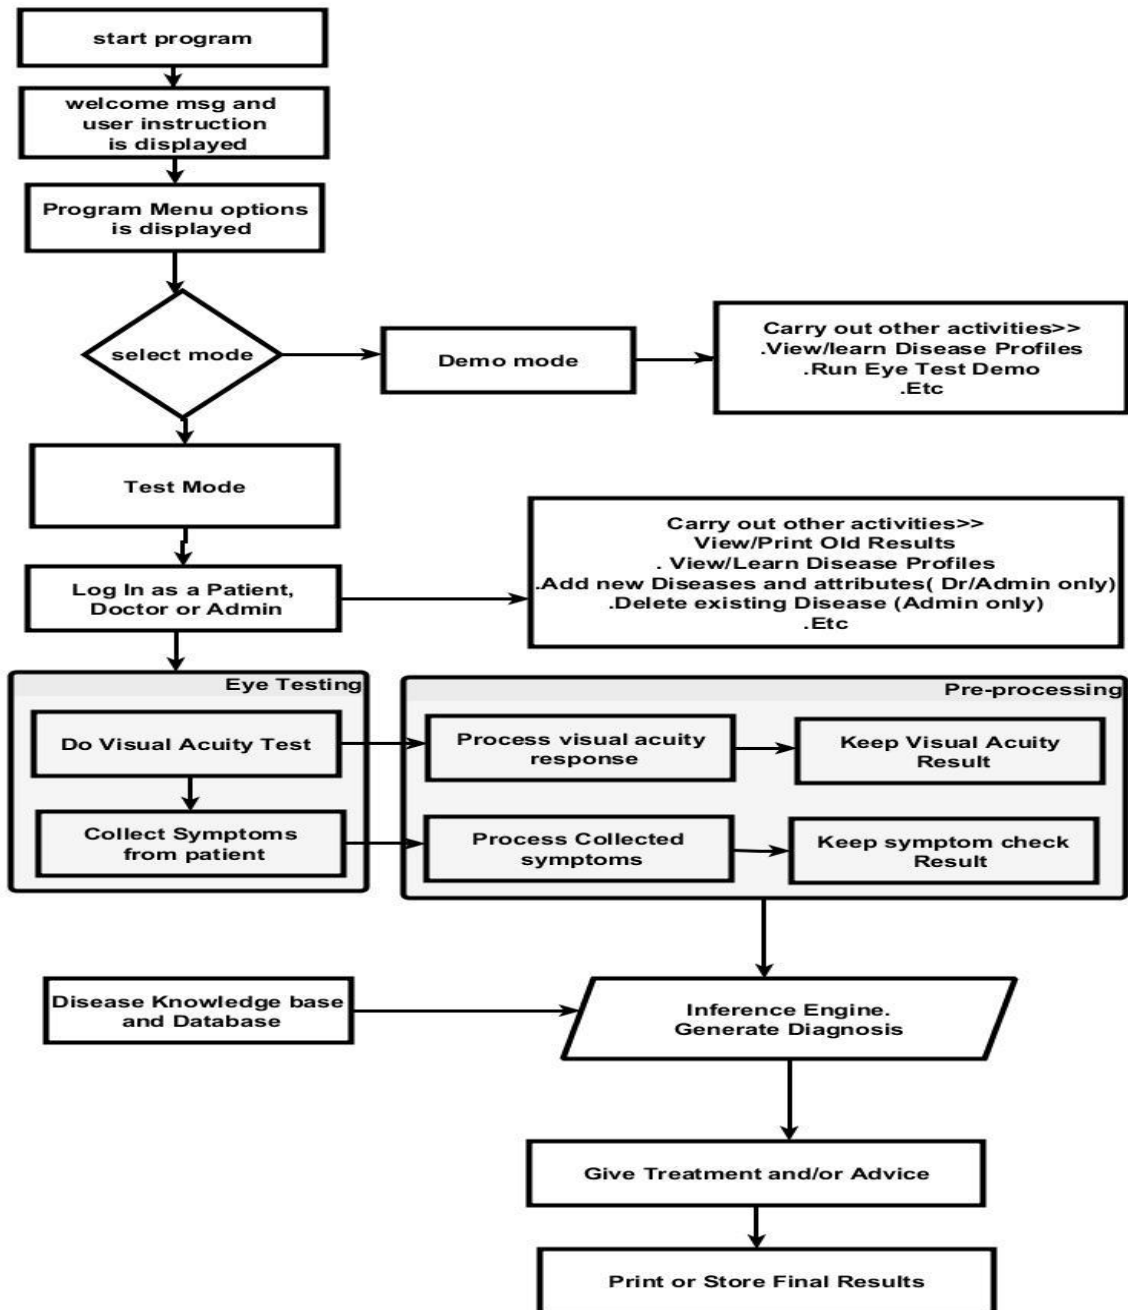 start program
welcome msg and
user instruction
is displayed
Program Menu options
is displayed
select mode
Demo mode
Carry out other activities>>
.View/learn Disease Profiles
.Run Eye Test Demo
.Etc
Test Mode
Log In as a Patient,
Doctor or Admin
Carry out other activities>>
View/Print Old Results
. View/Learn Disease Profiles
.Add new Diseases and attributes( Dr/Admin only)
.Delete existing Disease (Admin only)
.Etc
Eye Testing
Do Visual Acuity Test
Collect Symptoms
from patient
Pre-processing
Process visual acuity
response
Keep Visual Acuity
Result
Process Collected
symptoms
Keep symptom check
Result
Disease Knowledge base
and Database
Inference Engine.
Generate Diagnosis
Give Treatment and/or Advice
Print or Store Final Results